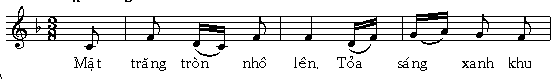 Mặt trăng tròn nhô lên, Tỏa sáng xanh khu